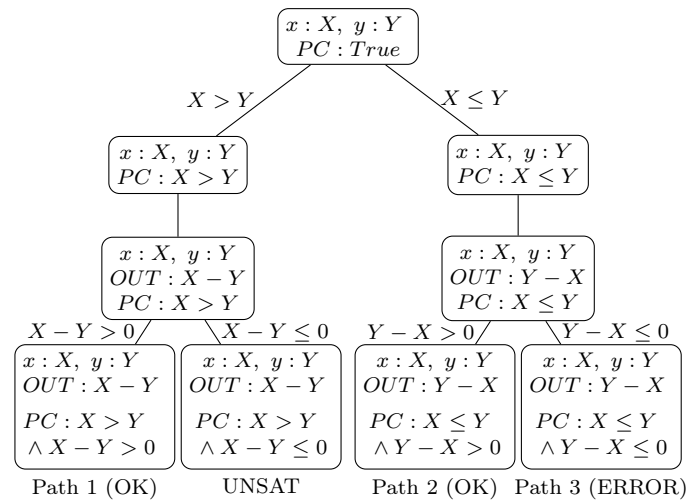 x : X, y : Y
PC : True
X > Y
X ≤ Y
x : X, y : Y
PC : X > Y
x : X, y : Y
PC : X ≤ Y
x : X, y : Y
OUT : X − Y
PC : X > Y
x : X, y : Y
OUT : Y − X
PC : X ≤ Y
X − Y > 0
X − Y ≤ 0
Y − X > 0
Y − X ≤ 0
x : X, y : Y
OUT : X − Y
PC : X > Y
∧ X − Y > 0
x : X, y : Y
OUT : X − Y
PC : X > Y
∧ X − Y ≤ 0
x : X, y : Y
OUT : Y − X
PC : X ≤ Y
∧ Y − X > 0
x : X, y : Y
OUT : Y − X
PC : X ≤ Y
∧ Y − X ≤ 0
Path 1 (OK)
UNSAT
Path 2 (OK)
Path 3 (ERROR)